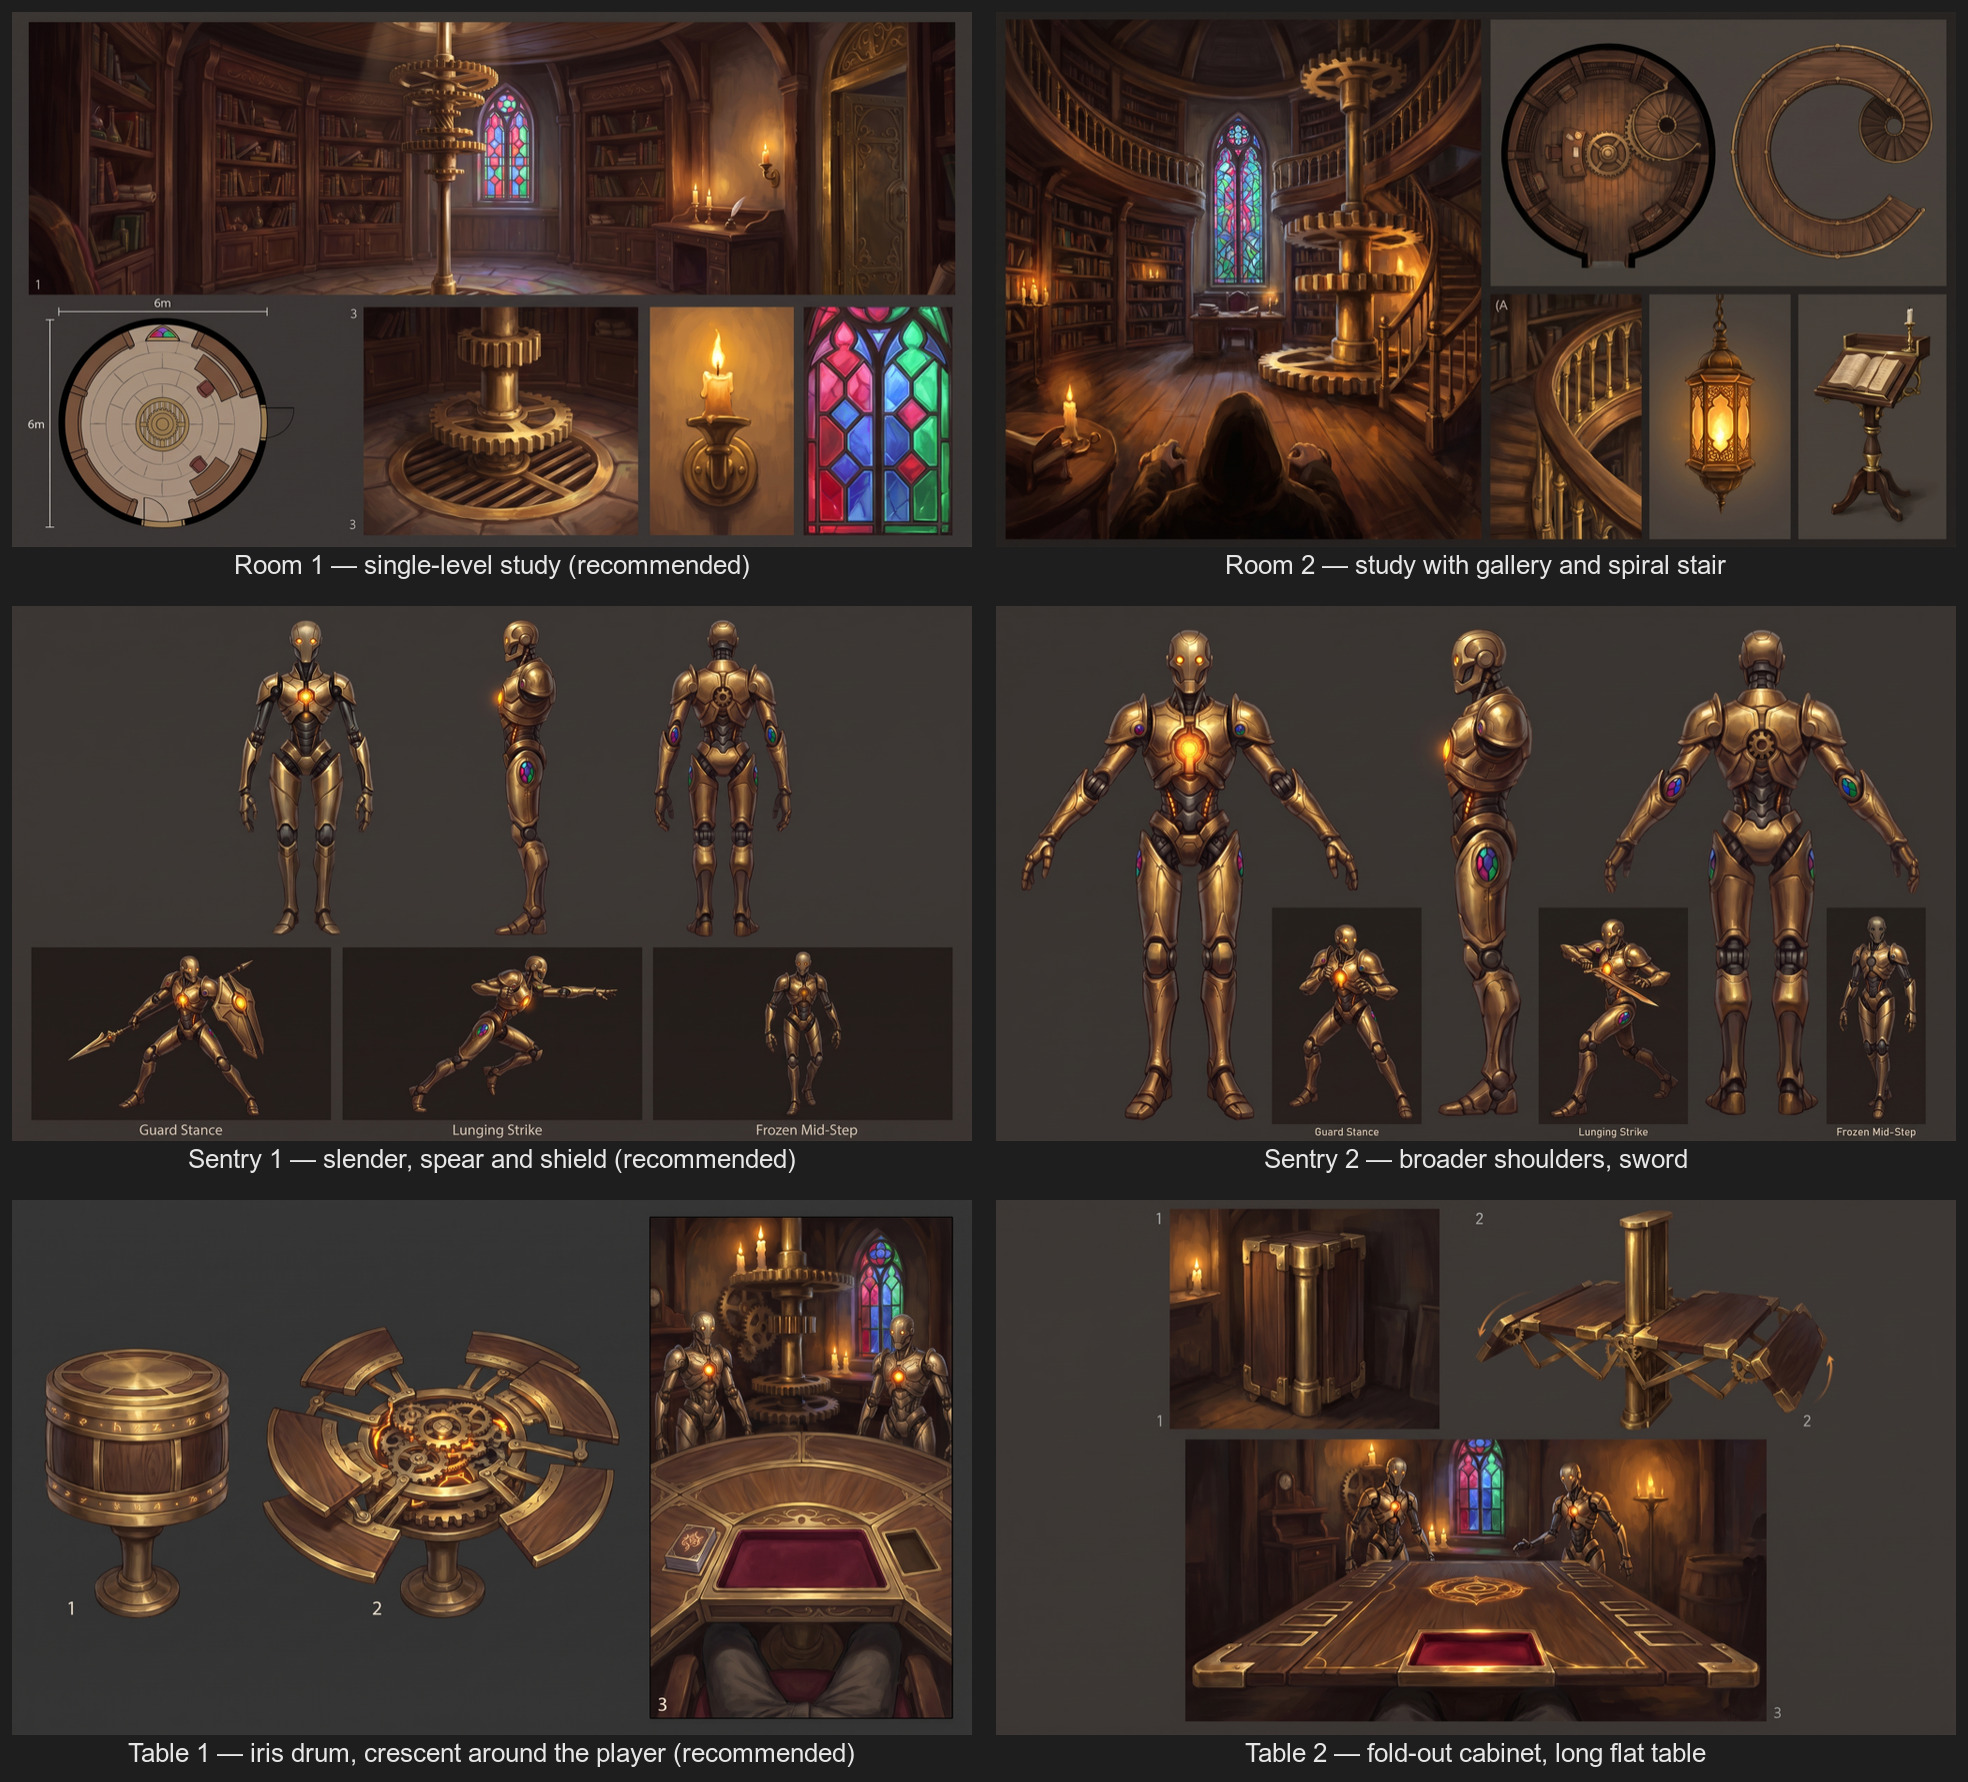 1
6m
6m
3
3
Room 1 — single-level study (recommended)
(A
Room 2 — study with gallery and spiral stair
Guard Stance
Lunging Strike
Frozen Mid-Step
Sentry 1 — slender, spear and shield (recommended)
Guard Stance
Lunging Strike
Frozen Mid-Step
Sentry 2 — broader shoulders, sword
1
2
3
Table 1 — iris drum, crescent around the player (recommended)
1
2
1
2
3
Table 2 — fold-out cabinet, long flat table